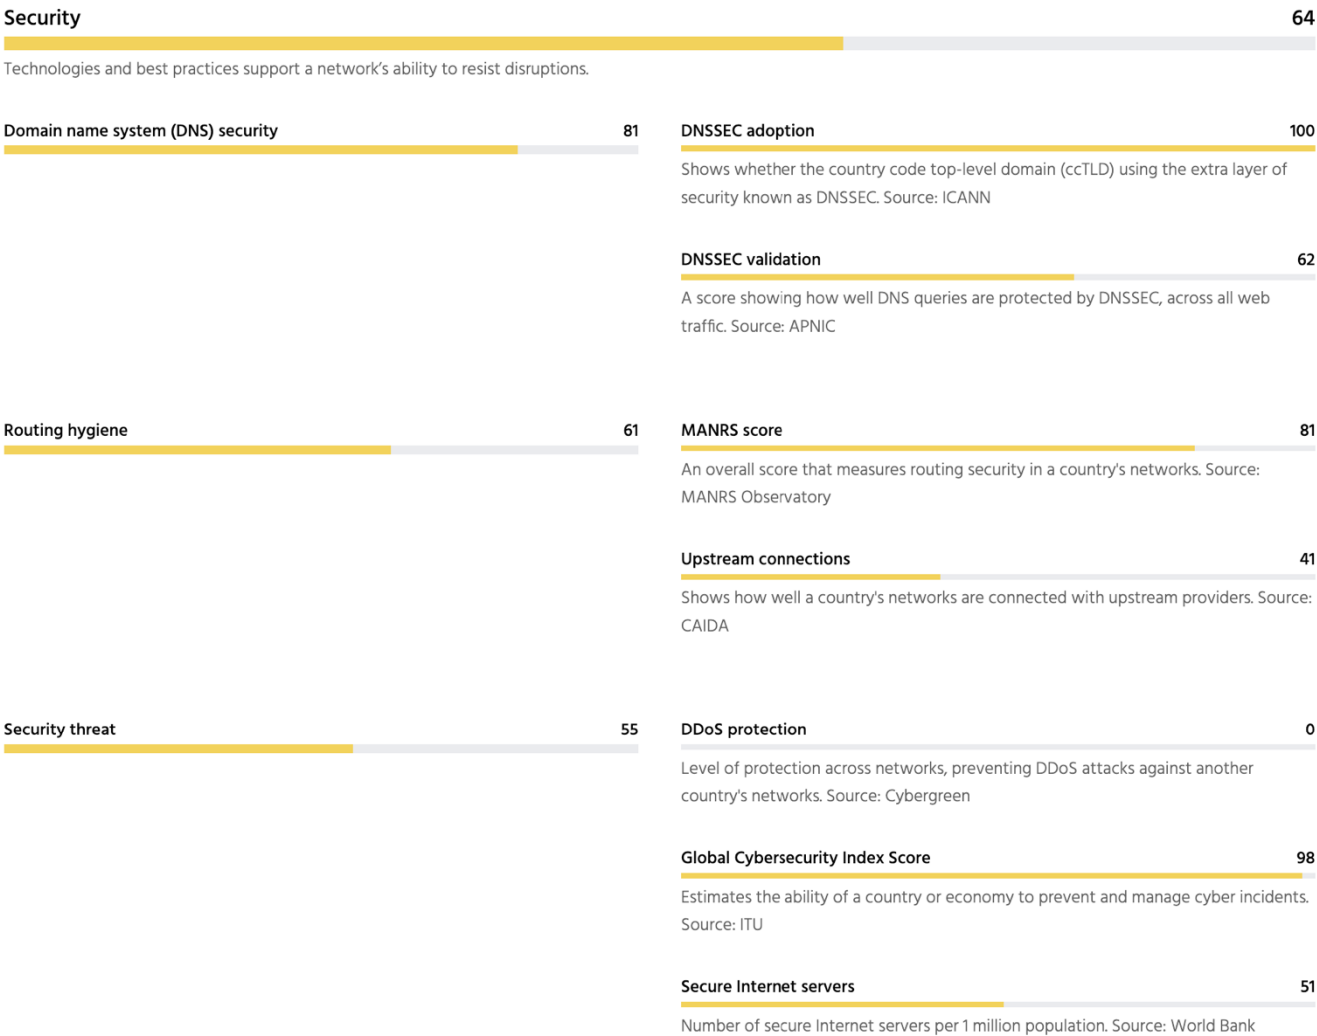 Security 64
Technologies and best practices support a network’s ability to resist disruptions.
Domain name system (DNS) security 81
DNSSEC adoption 100
Shows whether the country code top-level domain (ccTLD) using the extra layer of
security known as DNSSEC. Source: ICANN
DNSSEC validation 62
A score showing how well DNS queries are protected by DNSSEC, across all web
traffic. Source: APNIC
Routing hygiene 61
MANRS score 81
An overall score that measures routing security in a country's networks. Source:
MANRS Observatory
Upstream connections 41
Shows how well a country's networks are connected with upstream providers. Source:
CAIDA
Security threat 55
DDoS protection 0
Level of protection across networks, preventing DDoS attacks against another
country's networks. Source: Cybergreen
Global Cybersecurity Index Score 98
Estimates the ability of a country or economy to prevent and manage cyber incidents.
Source: ITU
Secure Internet servers 51
Number of secure Internet servers per 1 million population. Source: World Bank